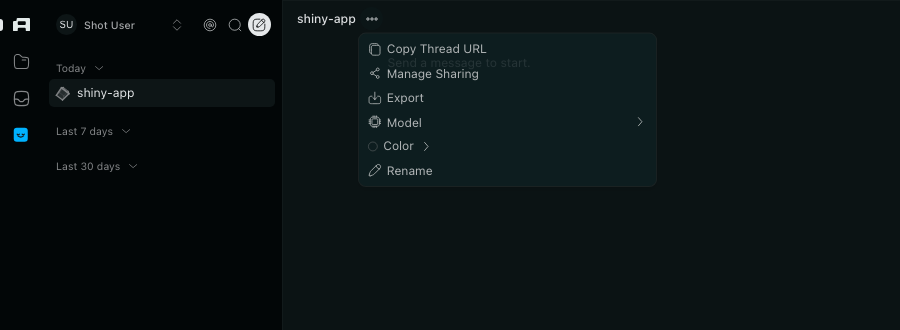 SU Shot User
Today
shiny-app
Last 7 days
Last 30 days
shiny-app
Copy Thread URL
Send a message to start.
Manage Sharing
Export
Model
Color
Rename